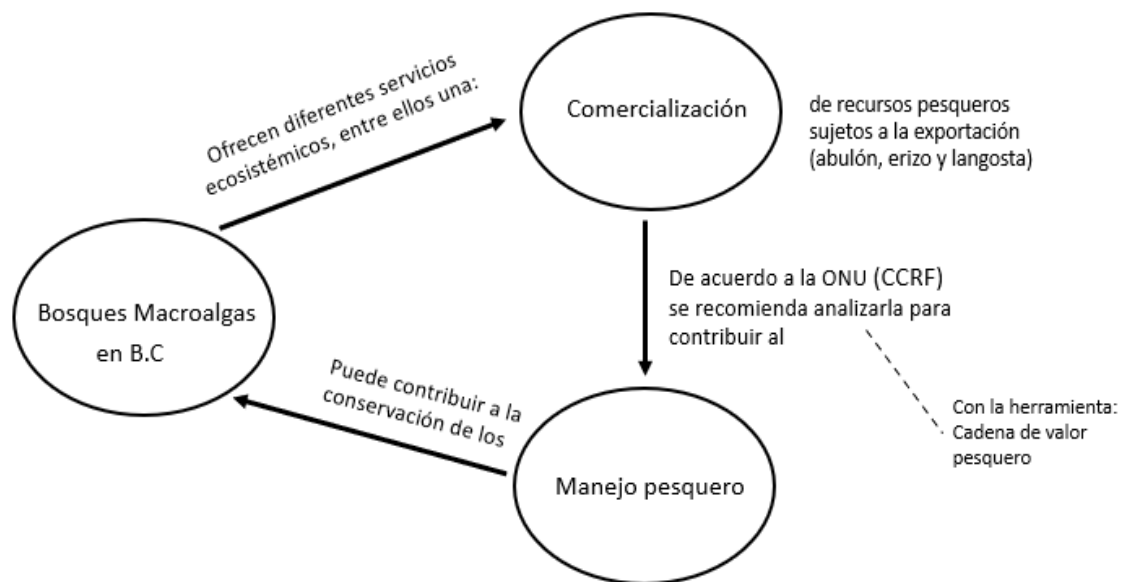 Ofrecen diferentes servicios
ecosistémicos, entre ellos una:
Comercialización
de recursos pesqueros
sujetos a la exportación
(abulón, erizo y langosta)
De acuerdo a la ONU (CCRF)
se recomienda analizarla para
contribuir al
Con la herramienta:
Cadena de valor
pesquero
Manejo pesquero
Puede contribuir a la
conservación de los
Bosques Macroalgas
en B.C